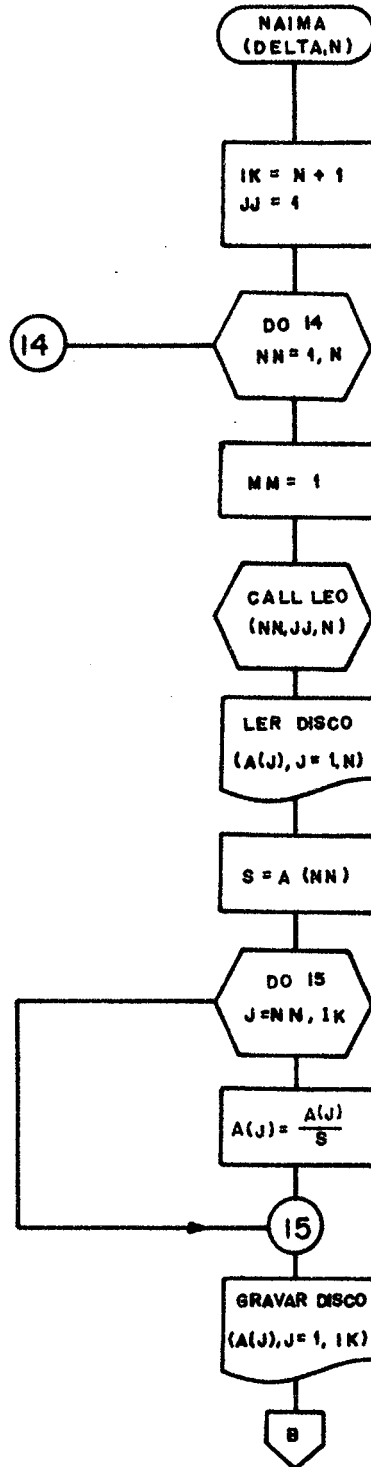 NAIMA
(DELTA,N)
IK = N + 1
JJ = 1
14
DO 14
NN = 1, N
MM = 1
CALL LEO
(NN,JJ,N)
LER DISCO
(A(J), J = 1,N)
S = A (NN)
DO 15
J=NN, IK
A(J) = A(J)
S
15
GRAVAR DISCO
(A(J),J= 1, IK)
B